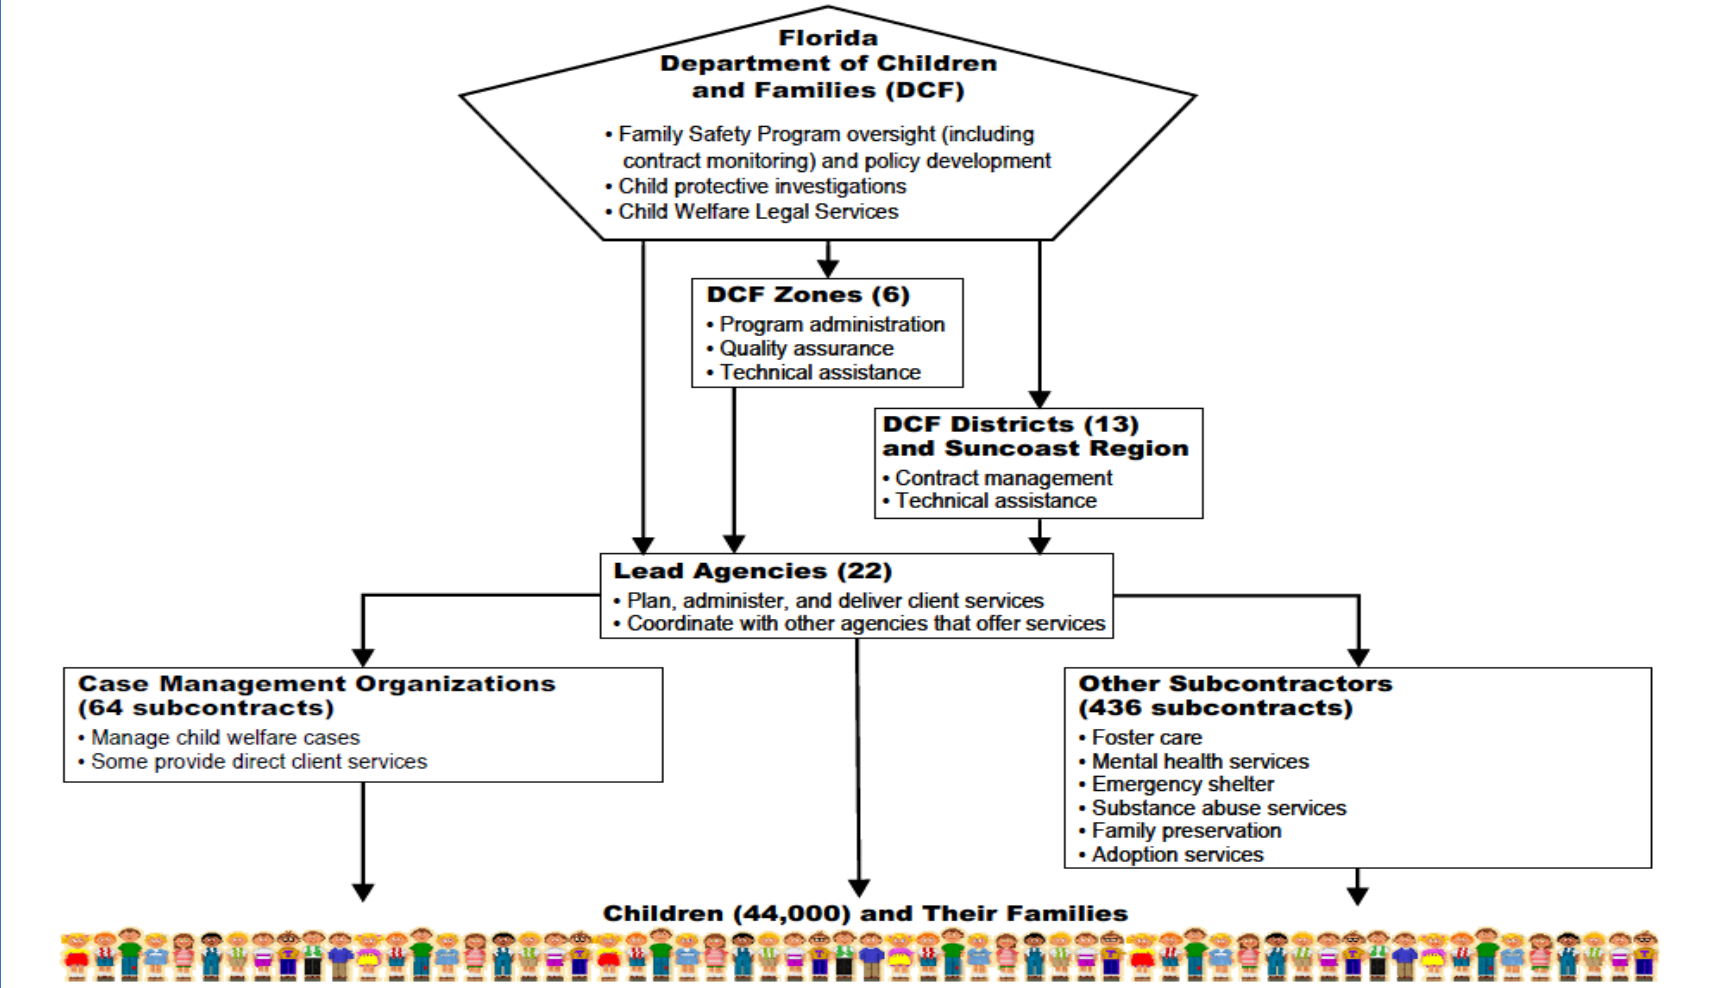 Florida
Department of Children
and Families (DCF)
• Family Safety Program oversight (including
contract monitoring) and policy development
• Child protective investigations
• Child Welfare Legal Services
DCF Zones (6)
• Program administration
• Quality assurance
• Technical assistance
DCF Districts (13)
and Suncoast Region
• Contract management
• Technical assistance
Lead Agencies (22)
• Plan, administer, and deliver client services
• Coordinate with other agencies that offer services
Case Management Organizations
(64 subcontracts)
• Manage child welfare cases
• Some provide direct client services
Other Subcontractors
(436 subcontracts)
• Foster care
• Mental health services
• Emergency shelter
• Substance abuse services
• Family preservation
• Adoption services
Children (44,000) and Their Families